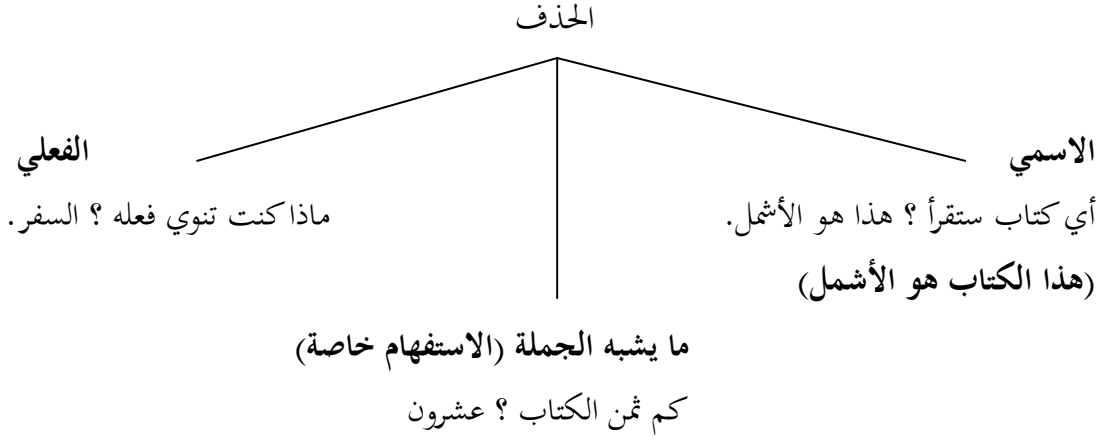 الحذف
الاسمي
الفعلي
أي كتاب ستقرأ ؟ هذا هو الأشمل.
ماذا كنت تنوي فعله ؟ السفر.
(هذا الكتاب هو الأشمل)
ما يشبه الجملة (الاستفهام خاصة)
كم ثمن الكتاب ؟ عشرون